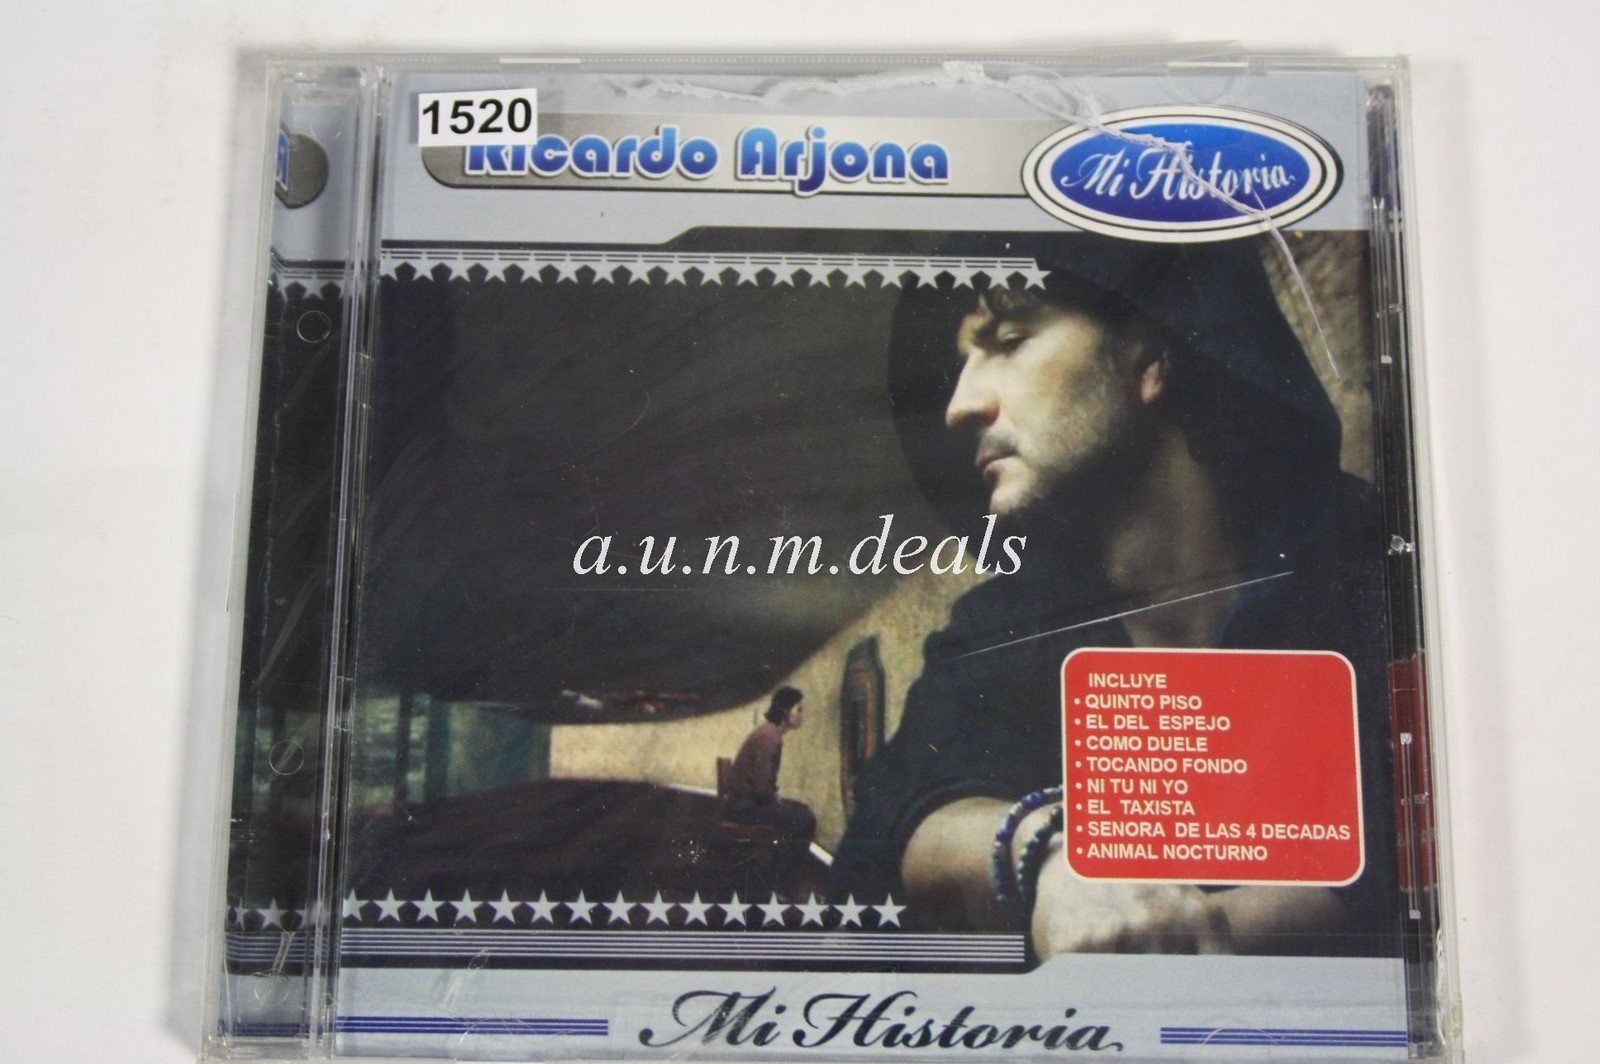 1520
Ricardo Arjona
Mi Historia
a.u.n.m.deals
INCLUYE
• QUINTO PISO
• EL DEL ESPEJO
• COMO DUELE
• TOCANDO FONDO
• NI TU NI YO
• EL TAXISTA
• SENORA DE LAS 4 DECADAS
• ANIMAL NOCTURNO
Mi Historia